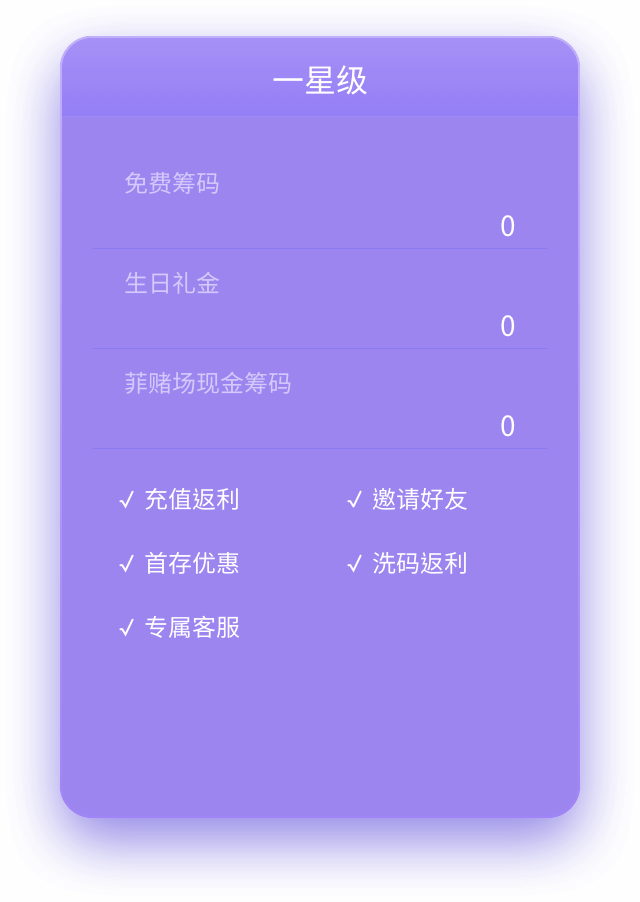 一星级
免费筹码
0
生日礼金
0
菲赌场现金筹码
0
✓ 充值返利 ✓ 邀请好友
✓ 首存优惠 ✓ 洗码返利
✓ 专属客服